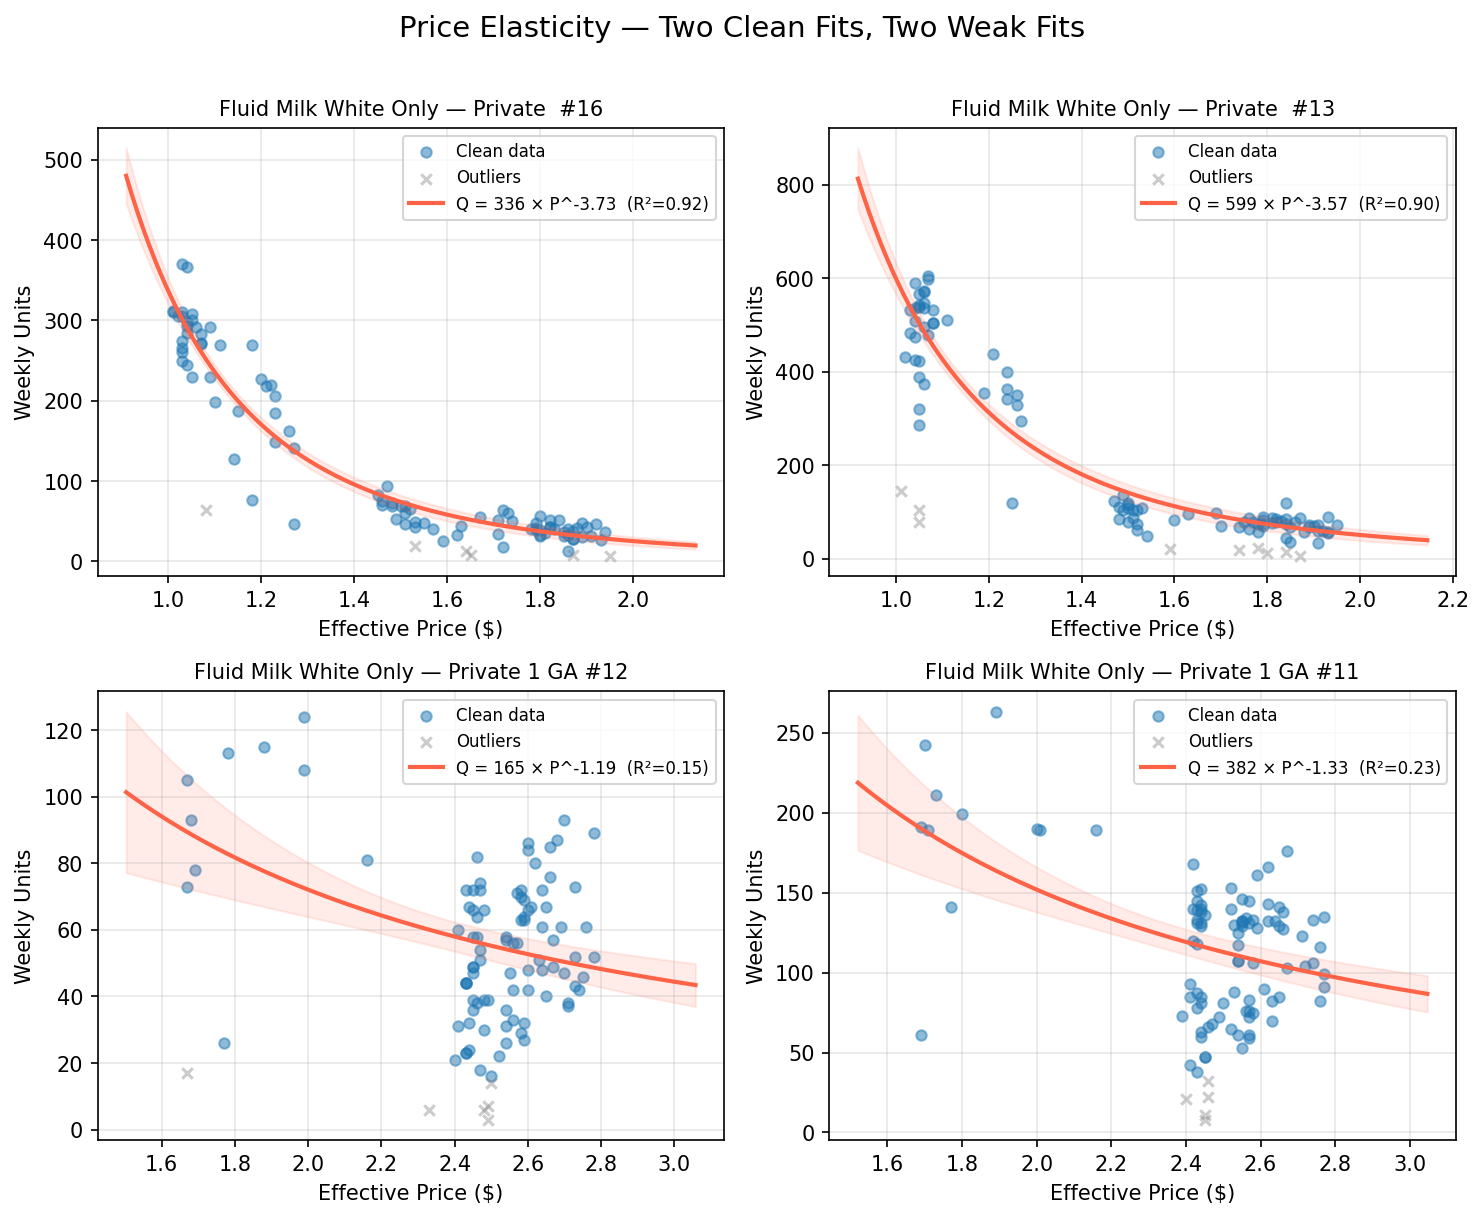 Price Elasticity — Two Clean Fits, Two Weak Fits
Fluid Milk White Only — Private  #16
Clean data
Outliers
Q = 336 × P^-3.73  (R²=0.92)
Weekly Units
500
400
300
200
100
0
1.0 1.2 1.4 1.6 1.8 2.0
Effective Price ($)
Fluid Milk White Only — Private  #13
Clean data
Outliers
Q = 599 × P^-3.57  (R²=0.90)
Weekly Units
800
600
400
200
0
1.0 1.2 1.4 1.6 1.8 2.0 2.2
Effective Price ($)
Fluid Milk White Only — Private 1 GA #12
Clean data
Outliers
Q = 165 × P^-1.19  (R²=0.15)
Weekly Units
120
100
80
60
40
20
0
1.6 1.8 2.0 2.2 2.4 2.6 2.8 3.0
Effective Price ($)
Fluid Milk White Only — Private 1 GA #11
Clean data
Outliers
Q = 382 × P^-1.33  (R²=0.23)
Weekly Units
250
200
150
100
50
0
1.6 1.8 2.0 2.2 2.4 2.6 2.8 3.0
Effective Price ($)